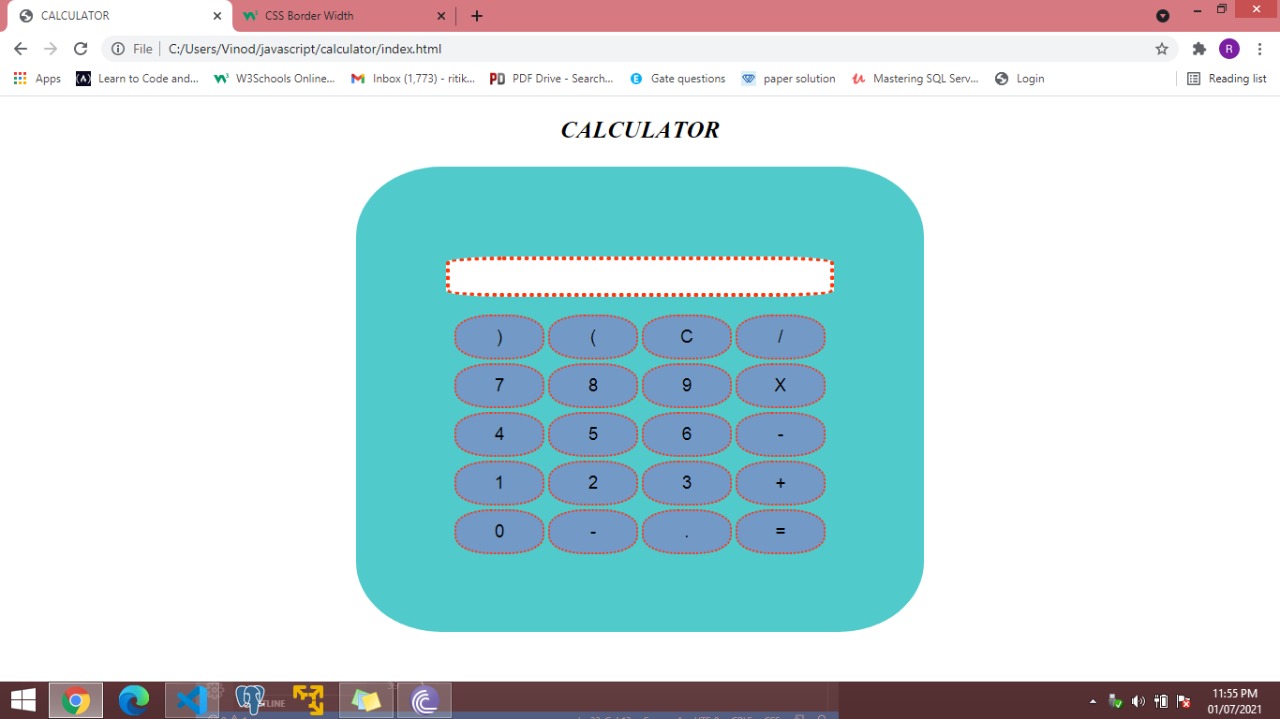 CALCULATOR CSS Border Width
File C:/Users/Vinod/javascript/calculator/index.html R
Apps Learn to Code and... W3Schools Online... Inbox (1,773) - ritik... PD PDF Drive - Search... Gate questions paper solution Mastering SQL Serv... Login Reading list
CALCULATOR
) ( C /
7 8 9 X
4 5 6 -
1 2 3 +
0 - . =
11:55 PM
01/07/2021